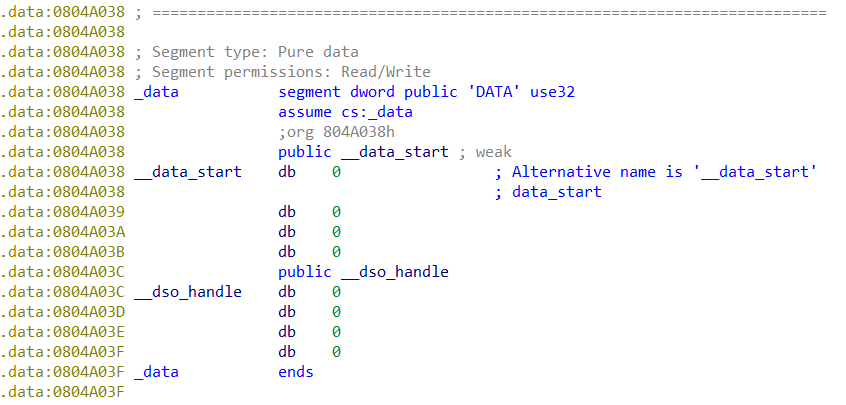 .data:0804A038 ; ===========================================================================
.data:0804A038
.data:0804A038 ; Segment type: Pure data
.data:0804A038 ; Segment permissions: Read/Write
.data:0804A038 _data           segment dword public 'DATA' use32
.data:0804A038                 assume cs:_data
.data:0804A038                 ;org 804A038h
.data:0804A038                 public __data_start ; weak
.data:0804A038 __data_start    db    0                 ; Alternative name is '__data_start'
.data:0804A038                                         ; data_start
.data:0804A039                 db    0
.data:0804A03A                 db    0
.data:0804A03B                 db    0
.data:0804A03C                 public __dso_handle
.data:0804A03C __dso_handle    db    0
.data:0804A03D                 db    0
.data:0804A03E                 db    0
.data:0804A03F                 db    0
.data:0804A03F _data           ends
.data:0804A03F